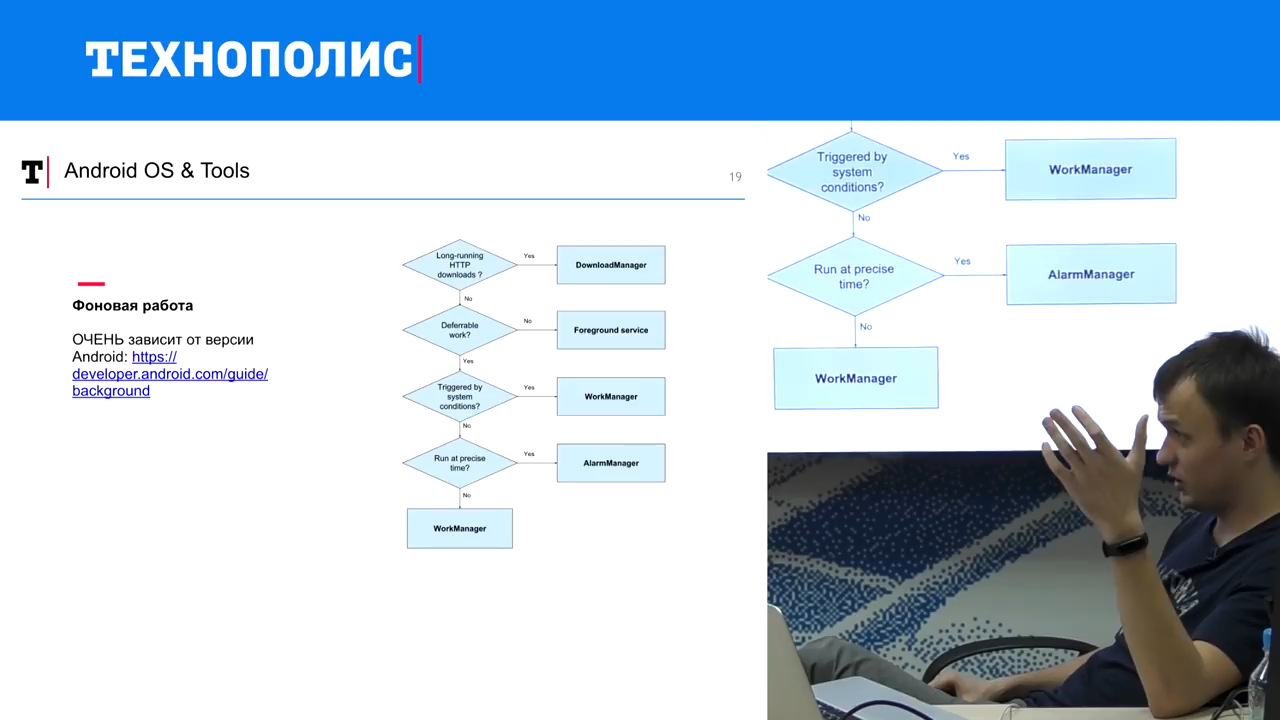 ТЕХНОПОЛИС
T
Android OS & Tools
19
Фоновая работа
ОЧЕНЬ зависит от версии
Android: https://
developer.android.com/guide/
background
Long-running
HTTP
downloads ?
Yes
DownloadManager
No
Deferrable
work?
No
Foreground service
Yes
Triggered by
system
conditions?
Yes
WorkManager
No
Run at precise
time?
Yes
AlarmManager
No
WorkManager
Triggered by
system
conditions?
Yes
WorkManager
No
Run at precise
time?
Yes
AlarmManager
No
WorkManager